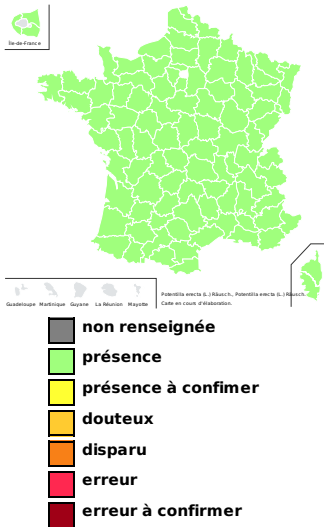 Île-de-France
Guadeloupe Martinique Guyane La Réunion Mayotte
Potentilla erecta (L.) Räusch., Potentilla erecta (L.) Räusch.
Carte en cours d'élaboration.
non renseignée
présence
présence à confimer
douteux
disparu
erreur
erreur à confirmer